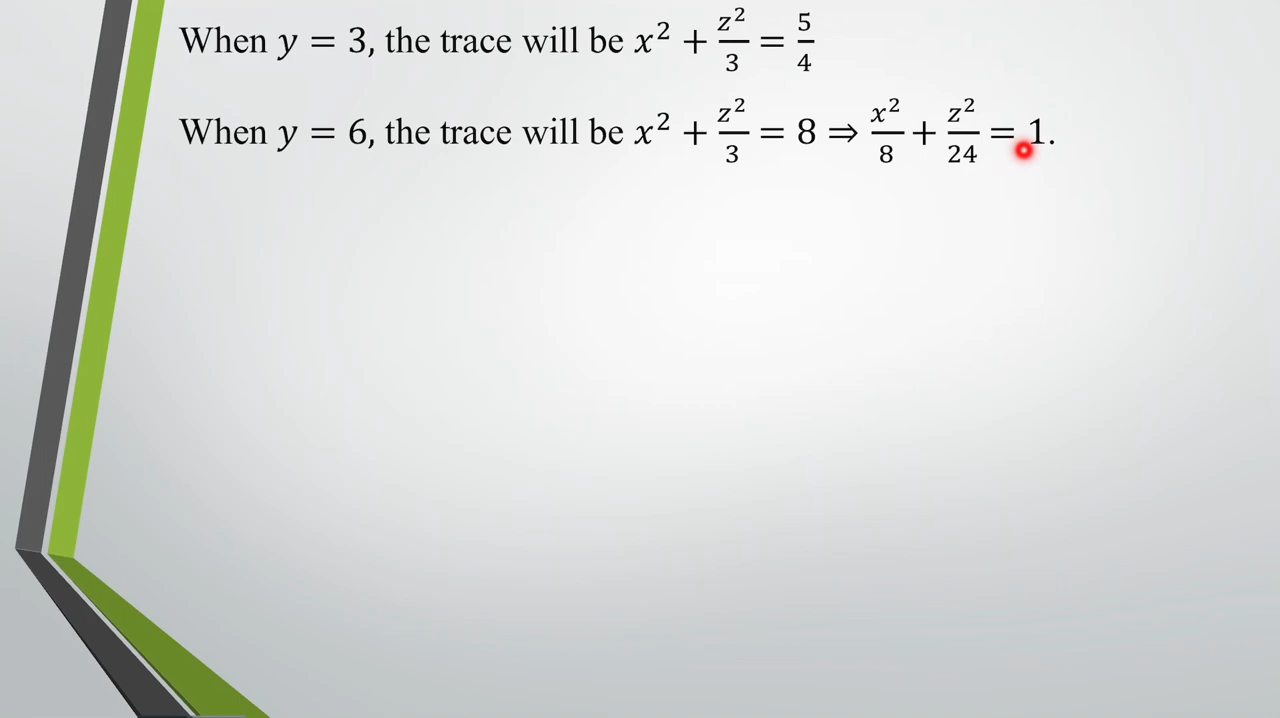 When y = 3, the trace will be x² + z²/3 = 5/4
When y = 6, the trace will be x² + z²/3 = 8 ⇒ x²/8 + z²/24 = 1.